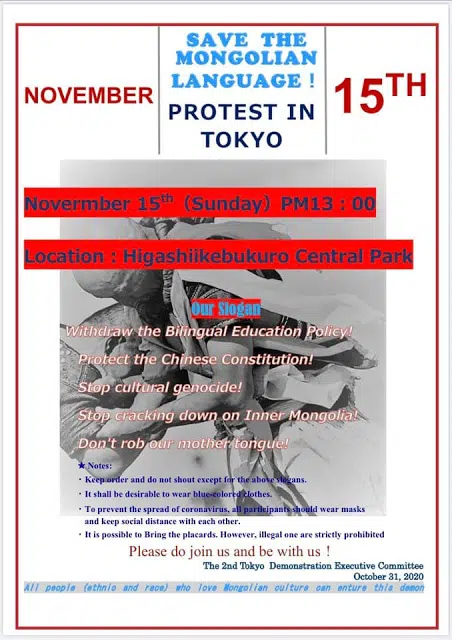 NOVEMBER
SAVE THE
MONGOLIAN
LANGUAGE !
PROTEST IN
TOKYO
15TH
Novermber 15th (Sunday) PM13：00
Location：Higashiikebukuro Central Park
Our Slogan
Withdraw the Bilingual Education Policy!
Protect the Chinese Constitution!
Stop cultural genocide!
Stop cracking down on Inner Mongolia!
Don't rob our mother tongue!
★ Notes:
・Keep order and do not shout except for the above slogans.
・It shall be desirable to wear blue-colored clothes.
・To prevent the spread of coronavirus, all participants should wear masks
and keep social distance with each other.
・It is possible to Bring the placards. However, illegal one are strictly prohibited
Please do join us and be with us !
The 2nd Tokyo Demonstration Executive Committee
October 31, 2020
All people (ethnic and race) who love Mongolian culture can enture this demon